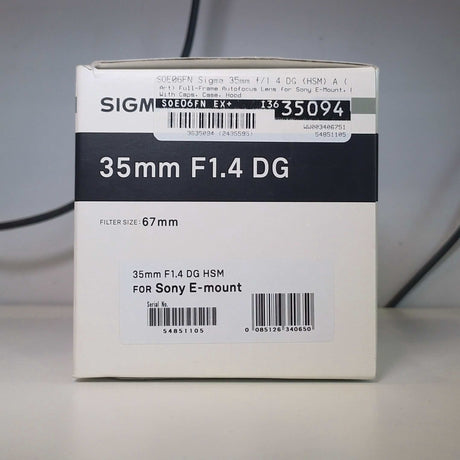 SOE06FN Sigma 35mm f/1.4 DG (HSM) A (
Art) Full-Frame Autofocus Lens for Sony E-Mount, (
With Caps, Case, Hood
SIGM
SOE06FN EX+ I36 35094
WW003406751
54851105
35mm F1.4 DG
FILTER SIZE: 67mm
35mm F1.4 DG HSM
FOR Sony E-mount
Serial No.
54851105
0 085126 340650